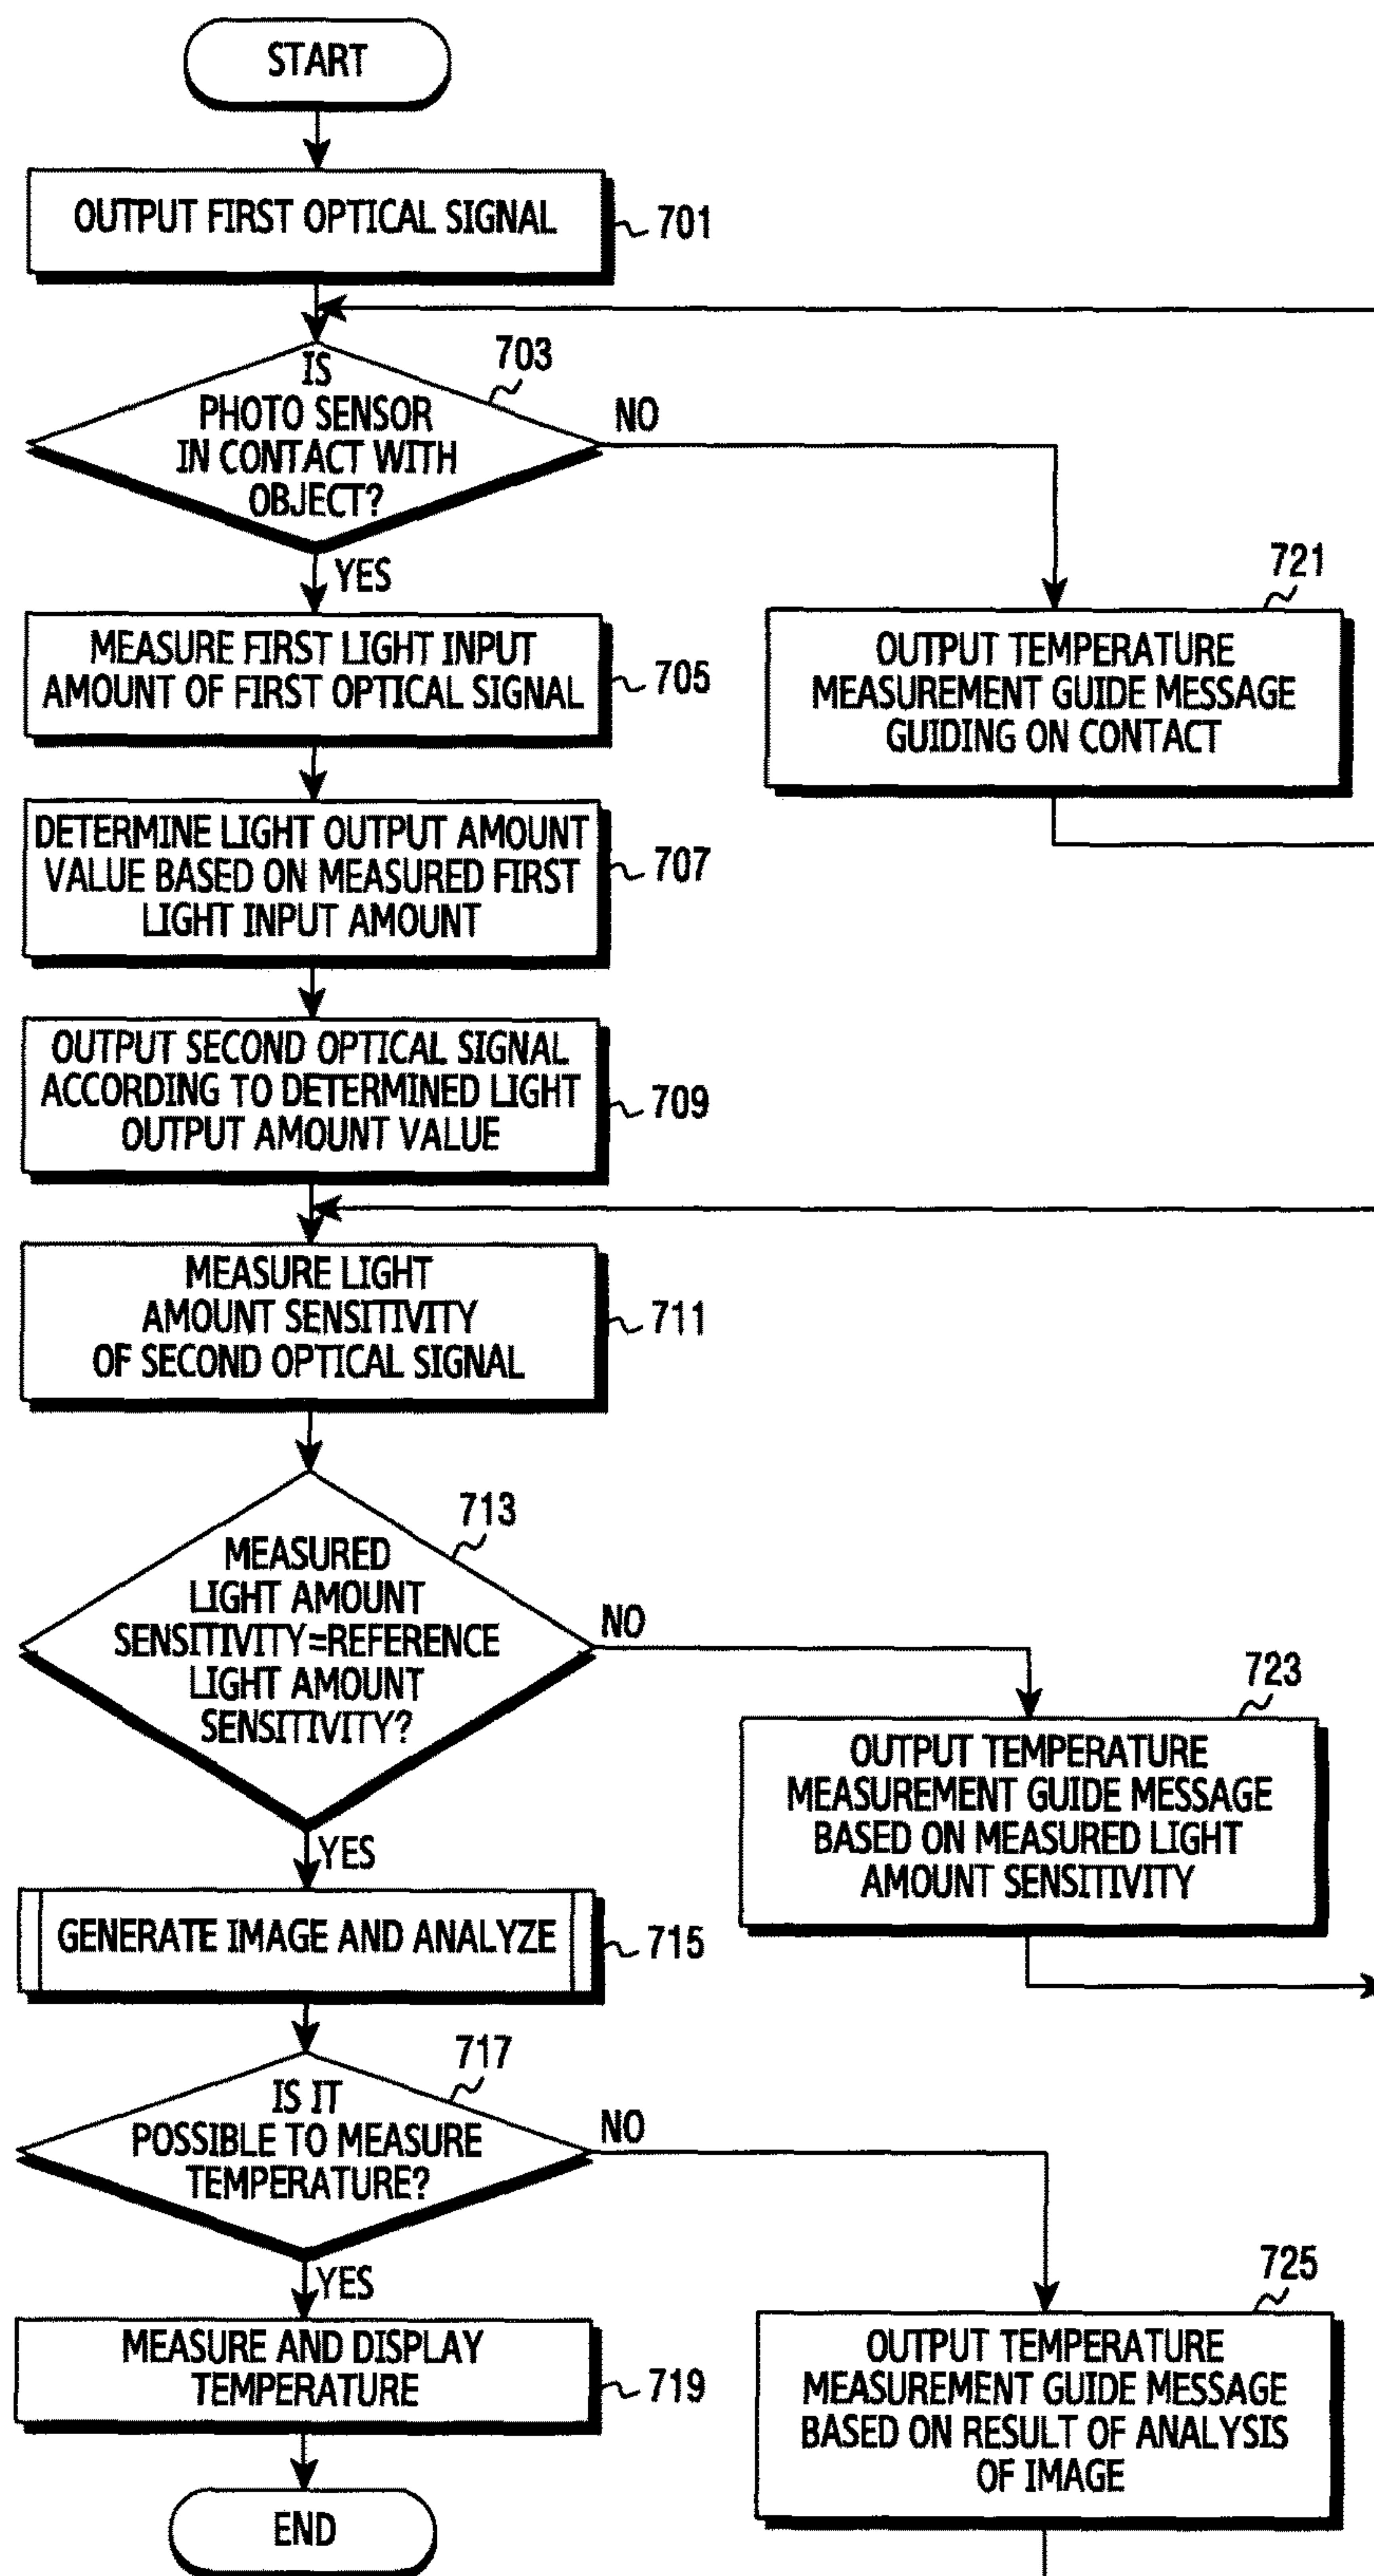 START
OUTPUT FIRST OPTICAL SIGNAL
701
IS
PHOTO SENSOR
IN CONTACT WITH
OBJECT?
703
NO
YES
721
OUTPUT TEMPERATURE
MEASUREMENT GUIDE MESSAGE
GUIDING ON CONTACT
MEASURE FIRST LIGHT INPUT
AMOUNT OF FIRST OPTICAL SIGNAL
705
DETERMINE LIGHT OUTPUT AMOUNT
VALUE BASED ON MEASURED FIRST
LIGHT INPUT AMOUNT
707
OUTPUT SECOND OPTICAL SIGNAL
ACCORDING TO DETERMINED LIGHT
OUTPUT AMOUNT VALUE
709
MEASURE LIGHT
AMOUNT SENSITIVITY
OF SECOND OPTICAL SIGNAL
711
713
MEASURED
LIGHT AMOUNT
SENSITIVITY=REFERENCE
LIGHT AMOUNT
SENSITIVITY?
NO
YES
723
OUTPUT TEMPERATURE
MEASUREMENT GUIDE MESSAGE
BASED ON MEASURED LIGHT
AMOUNT SENSITIVITY
GENERATE IMAGE AND ANALYZE
715
717
IS IT
POSSIBLE TO MEASURE
TEMPERATURE?
NO
YES
725
OUTPUT TEMPERATURE
MEASUREMENT GUIDE MESSAGE
BASED ON RESULT OF ANALYSIS
OF IMAGE
MEASURE AND DISPLAY
TEMPERATURE
719
END